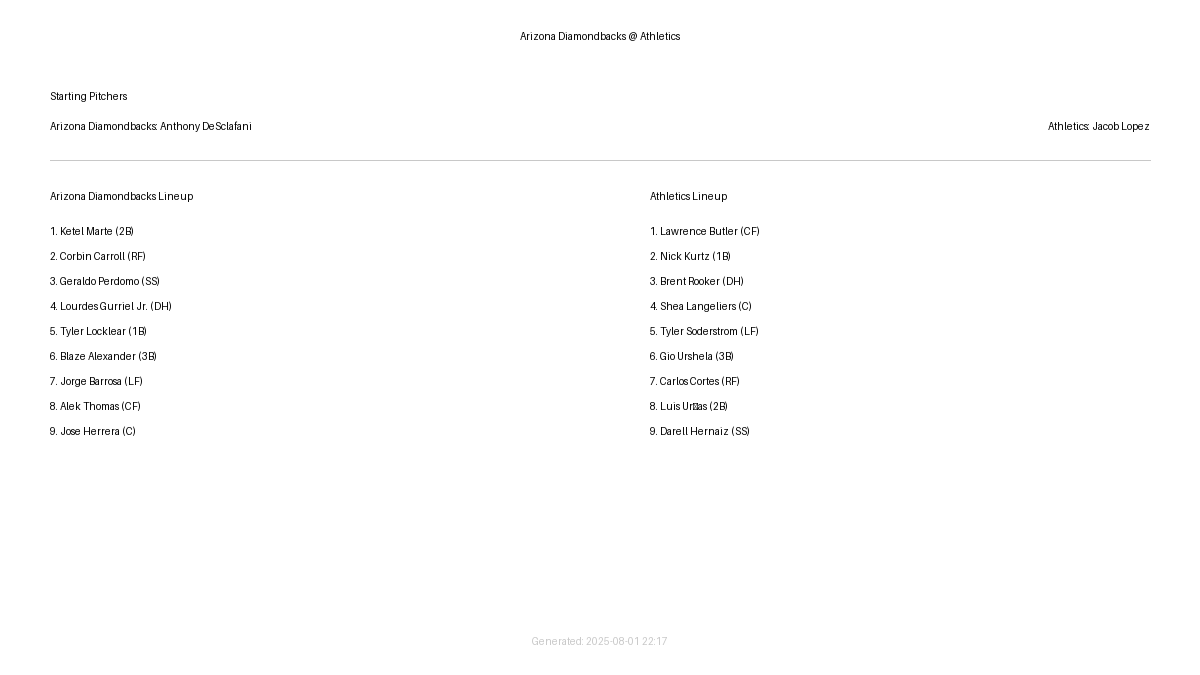 Arizona Diamondbacks @ Athletics
Starting Pitchers
Arizona Diamondbacks: Anthony DeSclafani
Athletics: Jacob Lopez
Arizona Diamondbacks Lineup
1. Ketel Marte (2B)
2. Corbin Carroll (RF)
3. Geraldo Perdomo (SS)
4. Lourdes Gurriel Jr. (DH)
5. Tyler Locklear (1B)
6. Blaze Alexander (3B)
7. Jorge Barrosa (LF)
8. Alek Thomas (CF)
9. Jose Herrera (C)
Athletics Lineup
1. Lawrence Butler (CF)
2. Nick Kurtz (1B)
3. Brent Rooker (DH)
4. Shea Langeliers (C)
5. Tyler Soderstrom (LF)
6. Gio Urshela (3B)
7. Carlos Cortes (RF)
8. Luis (2B)
9. Darell Hernaiz (SS)
Generated: 2025-08-01 22:17